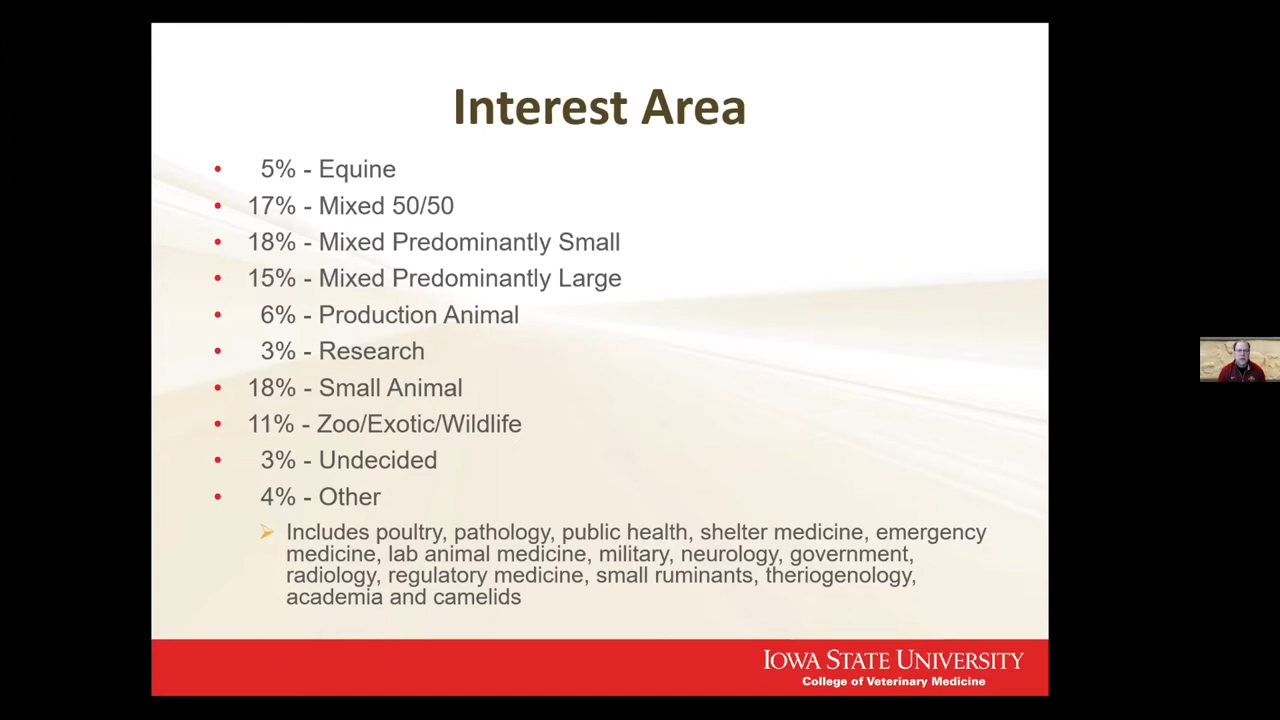 Interest Area
• 5% - Equine
• 17% - Mixed 50/50
• 18% - Mixed Predominantly Small
• 15% - Mixed Predominantly Large
• 6% - Production Animal
• 3% - Research
• 18% - Small Animal
• 11% - Zoo/Exotic/Wildlife
• 3% - Undecided
• 4% - Other
➢ Includes poultry, pathology, public health, shelter medicine, emergency
medicine, lab animal medicine, military, neurology, government,
radiology, regulatory medicine, small ruminants, theriogenology,
academia and camelids
IOWA STATE UNIVERSITY
College of Veterinary Medicine